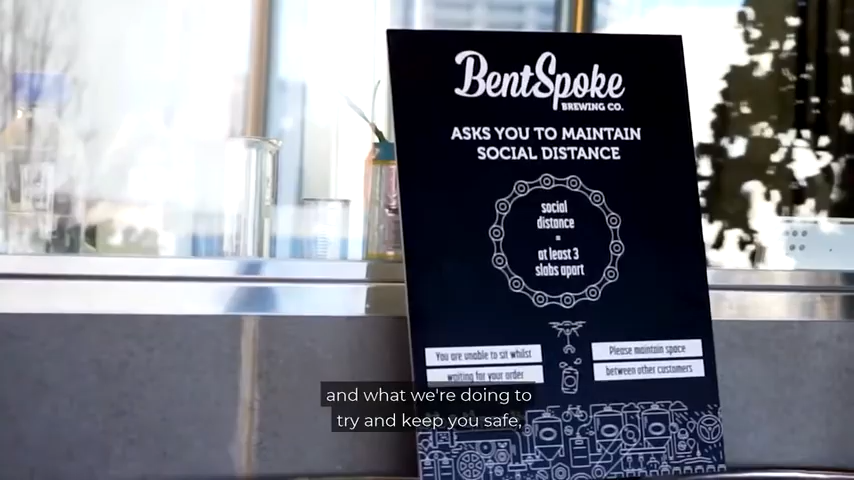 BentSpoke
BREWING CO.
ASKS YOU TO MAINTAIN
SOCIAL DISTANCE
social
distance
=
at least 3
slabs apart
You are unable to sit whilst
waiting for your order
Please maintain space
between other customers
and what we're doing to
try and keep you safe,